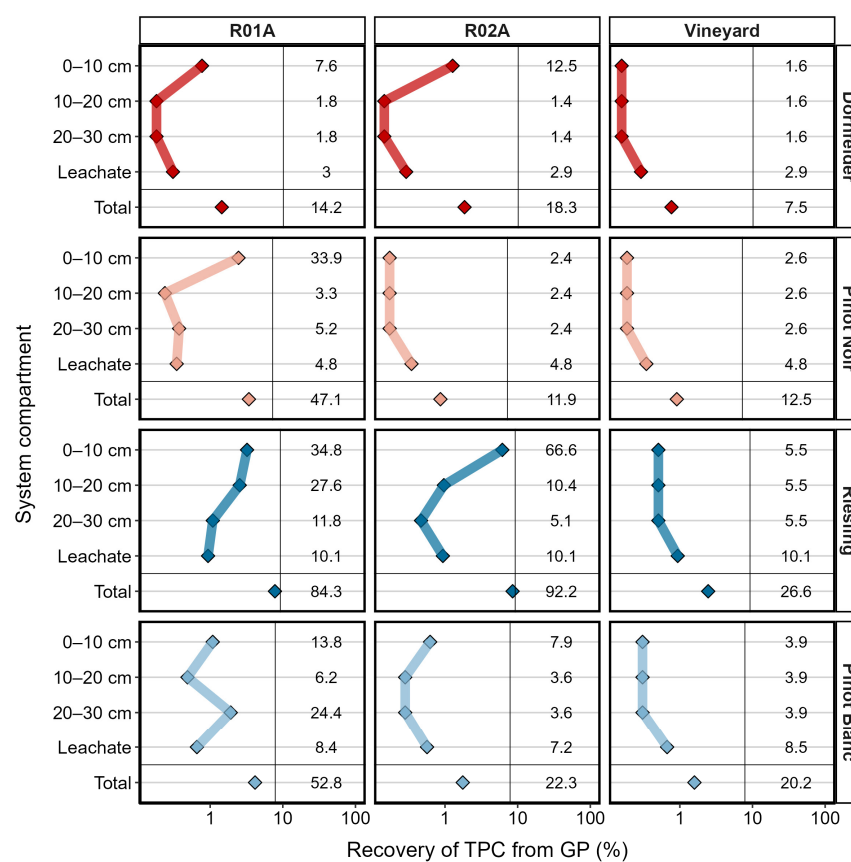 R01A R02A Vineyard
0–10 cm 7.6 12.5 1.6
10–20 cm 1.8 1.4 1.6
20–30 cm 1.8 1.4 1.6
Leachate 3 2.9 2.9
Total 14.2 18.3 7.5
Dornfelder
0–10 cm 33.9 2.4 2.6
10–20 cm 3.3 2.4 2.6
20–30 cm 5.2 2.4 2.6
Leachate 4.8 4.8 4.8
Total 47.1 11.9 12.5
Pinot Noir
0–10 cm 34.8 66.6 5.5
10–20 cm 27.6 10.4 5.5
20–30 cm 11.8 5.1 5.5
Leachate 10.1 10.1 10.1
Total 84.3 92.2 26.6
Riesling
0–10 cm 13.8 7.9 3.9
10–20 cm 6.2 3.6 3.9
20–30 cm 24.4 3.6 3.9
Leachate 8.4 7.2 8.5
Total 52.8 22.3 20.2
Pinot Blanc
System compartment
1 10 100 1 10 100 1 10 100
Recovery of TPC from GP (%)